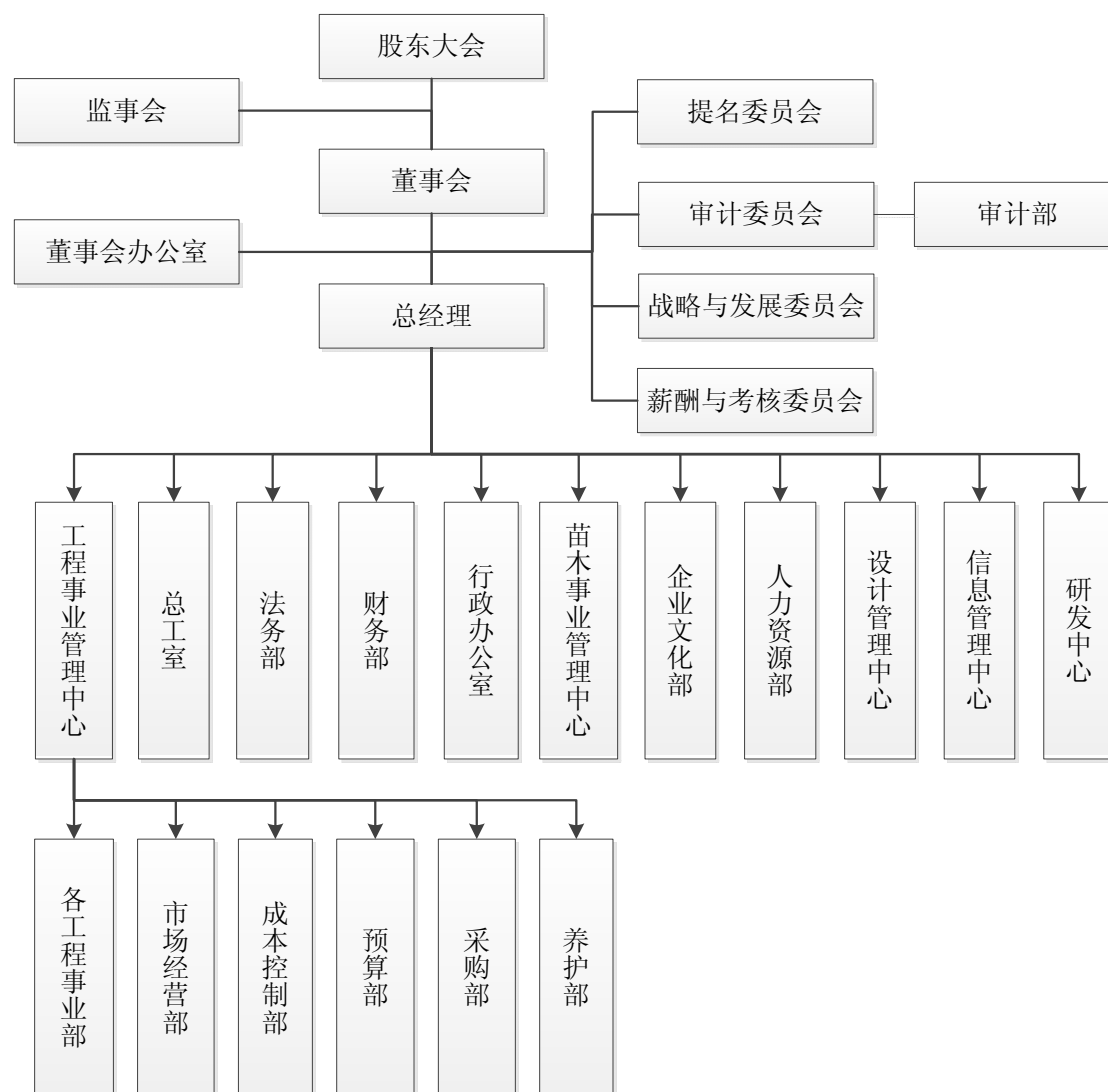 股东大会
监事会
提名委员会
董事会
审计委员会
审计部
董事会办公室
战略与发展委员会
总经理
薪酬与考核委员会
工程事业管理中心
总工室
法务部
财务部
行政办公室
苗木事业管理中心
企业文化部
人力资源部
设计管理中心
信息管理中心
研发中心
各工程事业部
市场经营部
成本控制部
预算部
采购部
养护部